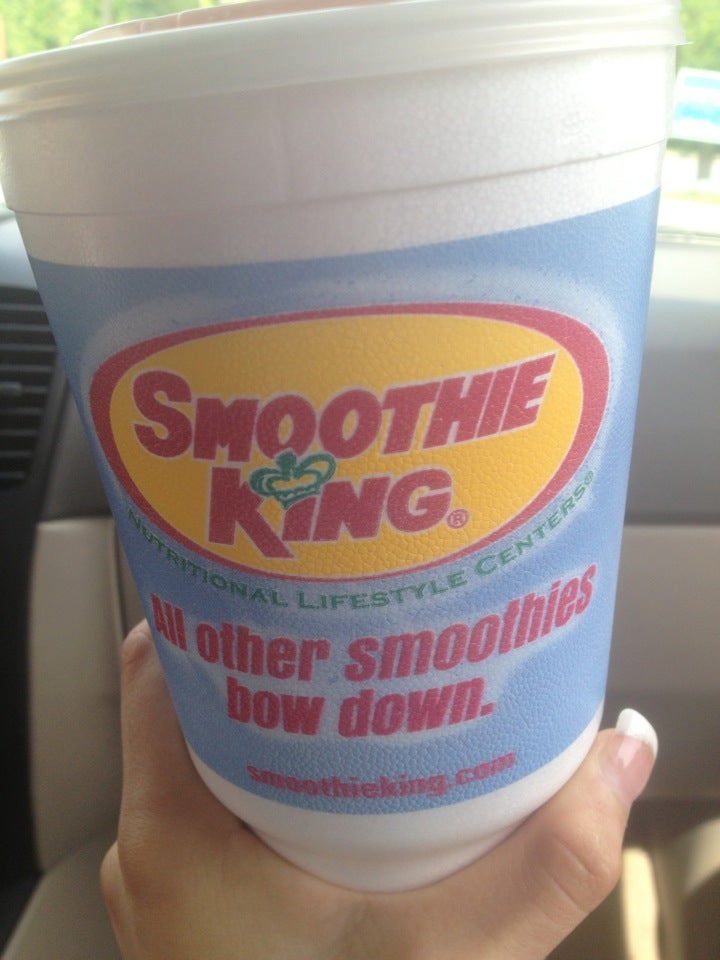 SMOOTHIE
KING®
NUTRITIONAL LIFESTYLE CENTERS®
All other smoothies
bow down.
smoothieking.com